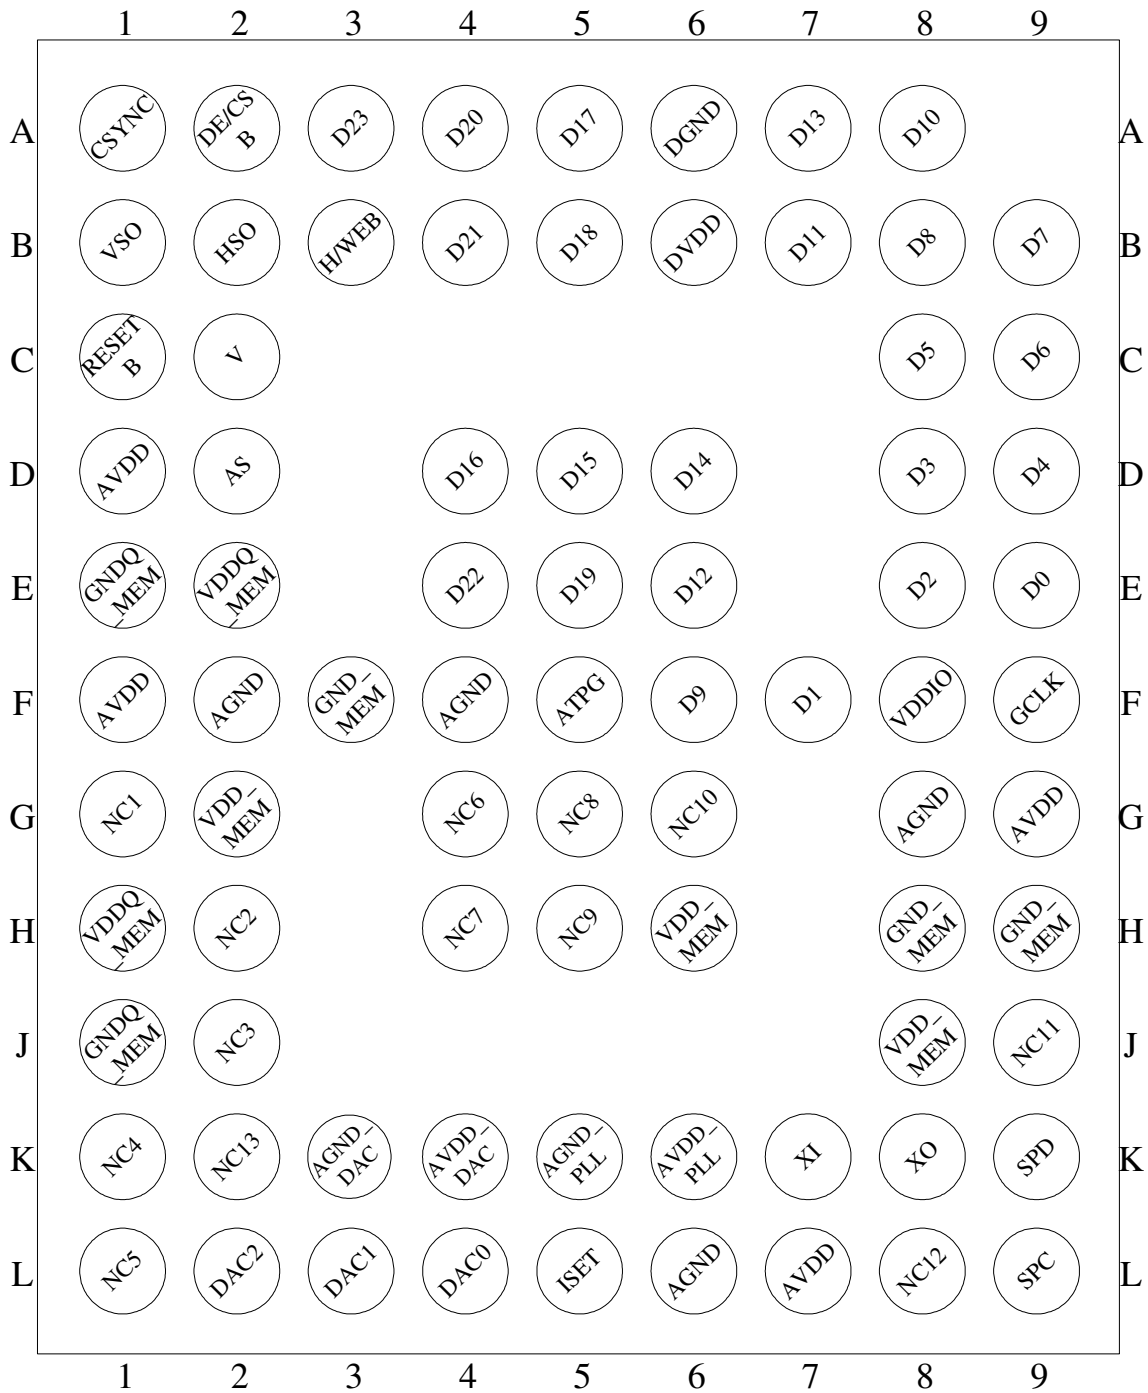 1 2 3 4 5 6 7 8 9
A CSYNC DE/CS B D23 D20 D17 DGND D13 D10 A
B VSO HSO H/WEB D21 D18 DVDD D11 D8 D7 B
C RESET B V D5 D6 C
D AVDD AS D16 D15 D14 D3 D4 D
E GNDQ _MEM VDDQ _MEM D22 D19 D12 D2 D0 E
F AVDD AGND GND_ MEM AGND ATPG D9 D1 VDDIO GCLK F
G NC1 VDD_ MEM NC6 NC8 NC10 AGND AVDD G
H VDDQ _MEM NC2 NC7 NC9 VDD_ MEM GND_ MEM GND_ MEM H
J GNDQ _MEM NC3 VDD_ MEM NC11 J
K NC4 NC13 AGND_ DAC AVDD_ DAC AGND_ PLL AVDD_ PLL XI XO SPD K
L NC5 DAC2 DAC1 DAC0 ISET AGND AVDD NC12 SPC L
1 2 3 4 5 6 7 8 9